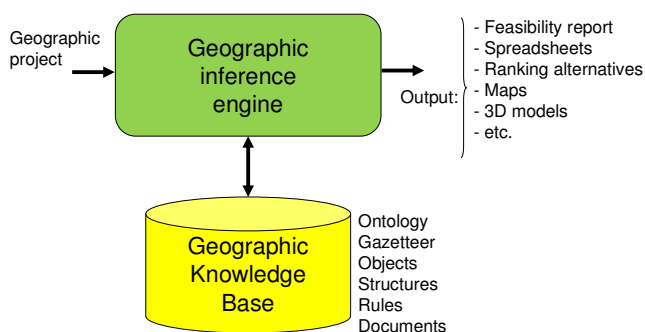 Geographic
project
Geographic
inference
engine
Output:
- Feasibility report
- Spreadsheets
- Ranking alternatives
- Maps
- 3D models
- etc.
Geographic
Knowledge
Base
Ontology
Gazetteer
Objects
Structures
Rules
Documents